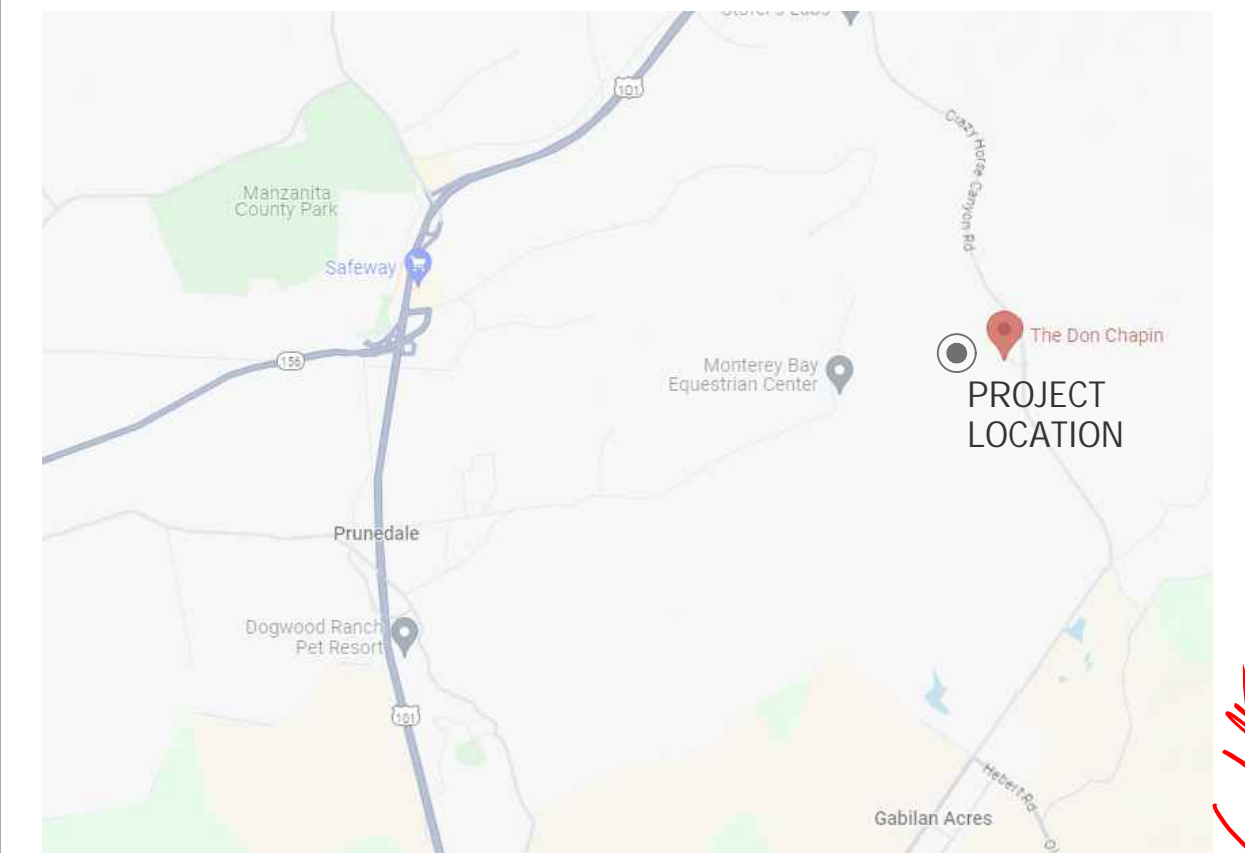 101
Crazy Horse Canyon Rd
Manzanita
County Park
Safeway
The Don Chapin
156
Monterey Bay
Equestrian Center
PROJECT
LOCATION
Prunedale
Dogwood Ranch
Pet Resort
101
Hebert Rd
Gabilan Acres